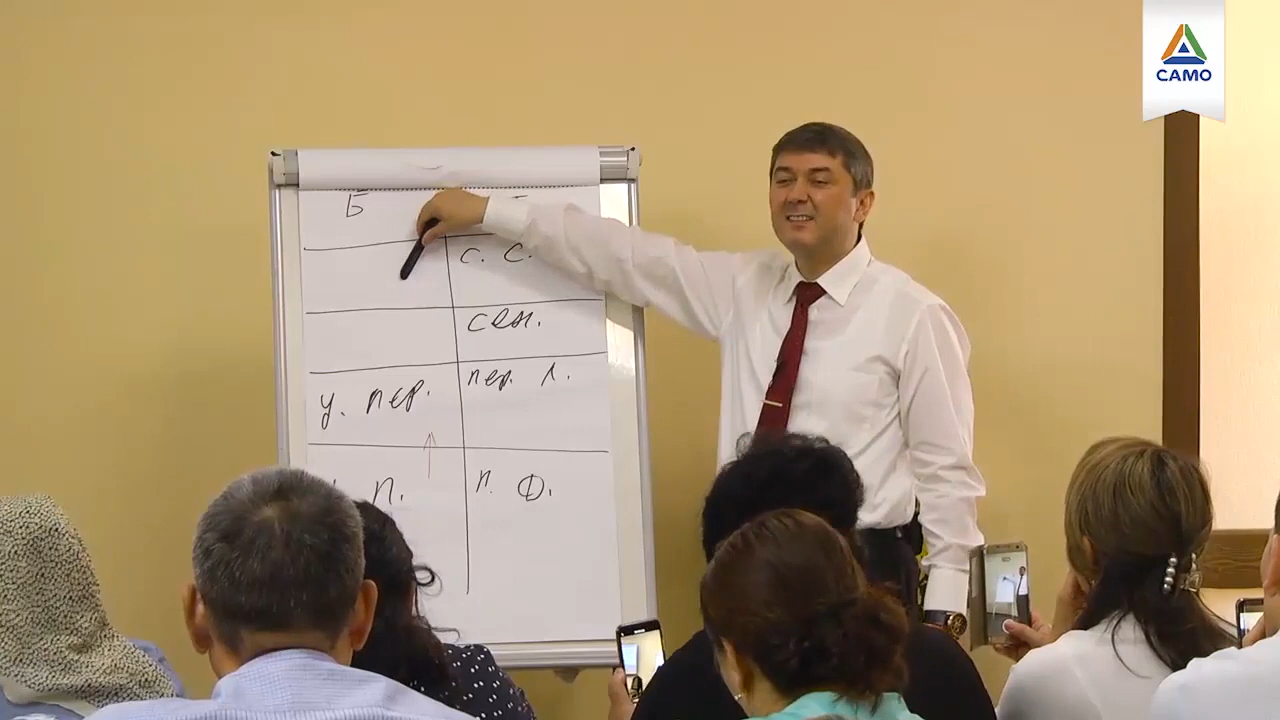 САМО
Б
С. С.
сем.
у. пер. пер. л.
п. п. Ф.